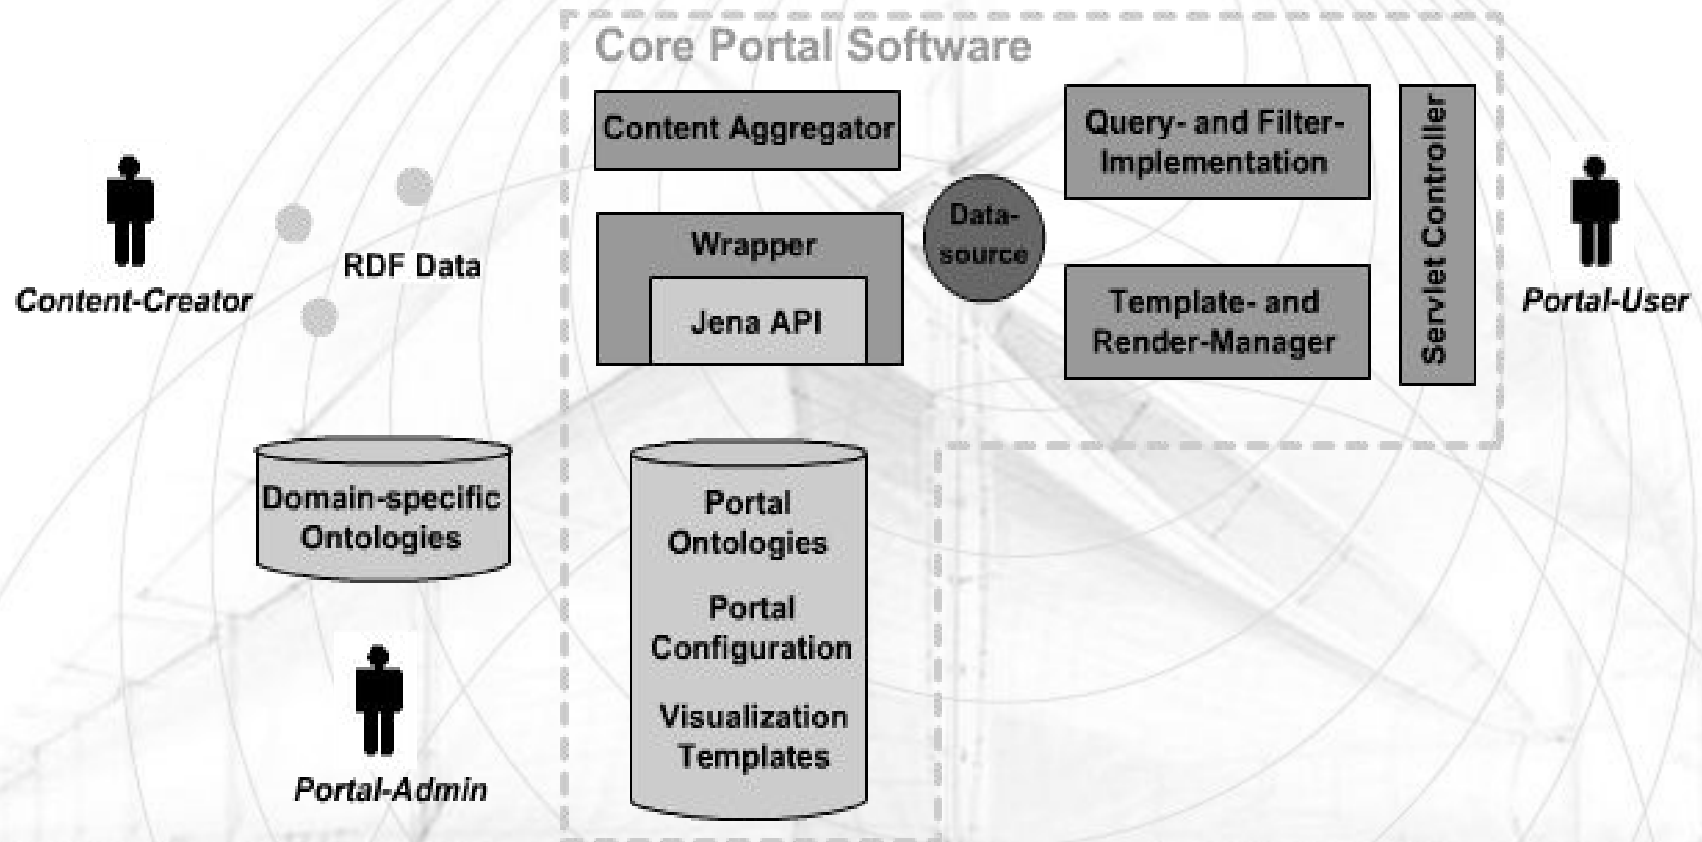 Core Portal Software
Content Aggregator
Wrapper
Jena API
Data-
source
Query- and Filter-
Implementation
Template- and
Render-Manager
Servlet Controller
Content-Creator
RDF Data
Portal-User
Domain-specific
Ontologies
Portal
Ontologies
Portal
Configuration
Visualization
Templates
Portal-Admin